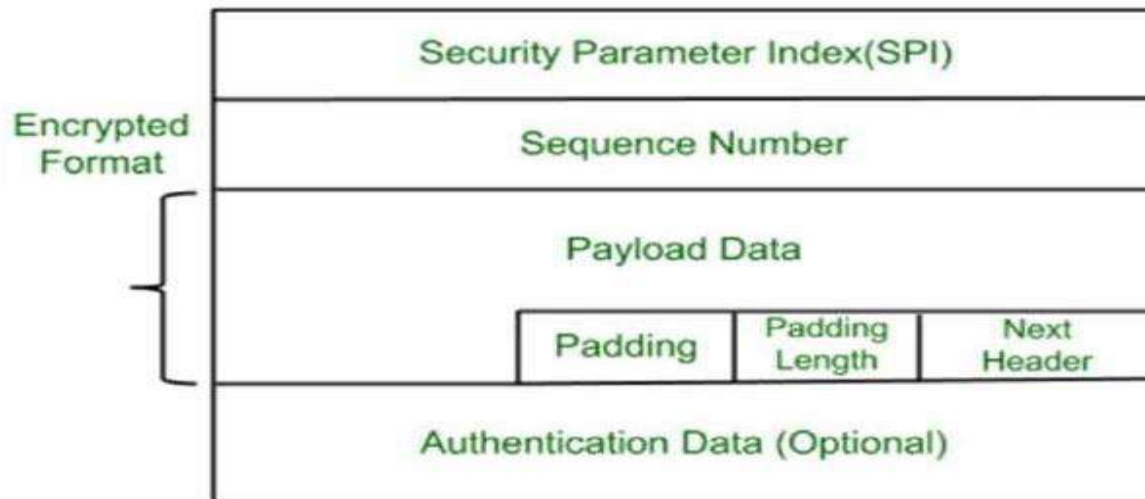 Security Parameter Index(SPI)
Encrypted
Format
Sequence Number
Payload Data
Padding
Padding
Length
Next
Header
Authentication Data (Optional)